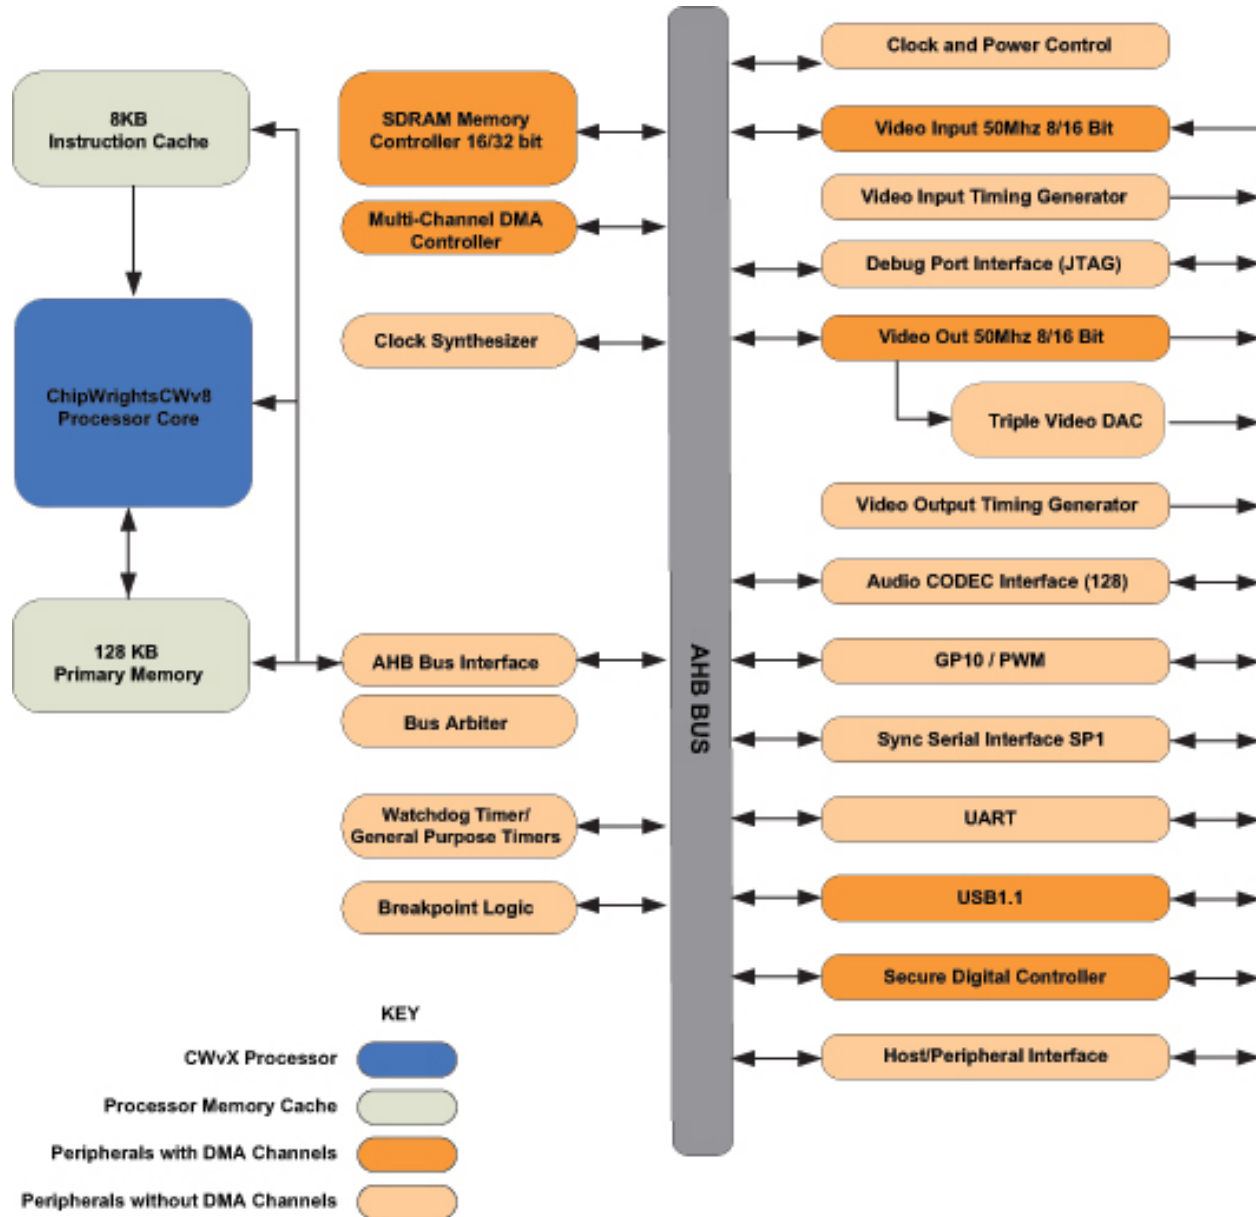 8KB
Instruction Cache
ChipWrightsCWv8
Processor Core
128 KB
Primary Memory
SDRAM Memory
Controller 16/32 bit
Multi-Channel DMA
Controller
Clock Synthesizer
AHB Bus Interface
Bus Arbiter
Watchdog Timer/
General Purpose Timers
Breakpoint Logic
AHB BUS
Clock and Power Control
Video Input 50Mhz 8/16 Bit
Video Input Timing Generator
Debug Port Interface (JTAG)
Video Out 50Mhz 8/16 Bit
Triple Video DAC
Video Output Timing Generator
Audio CODEC Interface (128)
GP10 / PWM
Sync Serial Interface SP1
UART
USB1.1
Secure Digital Controller
Host/Peripheral Interface
KEY
CWvX Processor
Processor Memory Cache
Peripherals with DMA Channels
Peripherals without DMA Channels